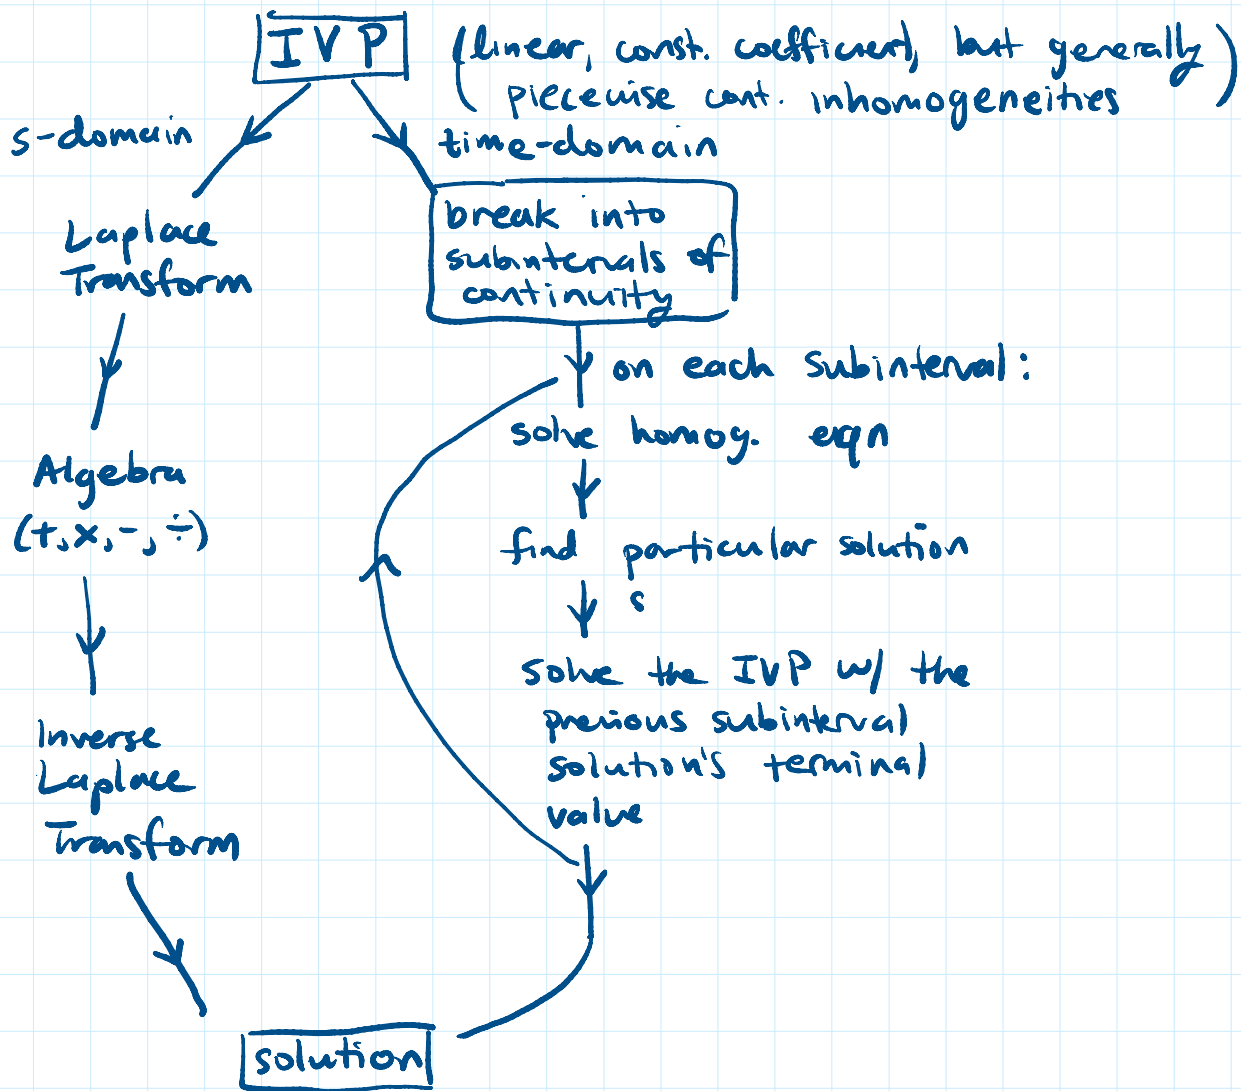 IVP
(linear, const. coefficient, but generally
piecewise cont. inhomogeneities)
s-domain
time-domain
Laplace
Transform
Algebra
(+,x,-,÷)
Inverse
Laplace
Transform
break into
subintervals of
continuity
on each subinterval:
solve homog. eqn
find particular solution
s
solve the IVP w/ the
previous subinterval
solution's terminal
value
solution